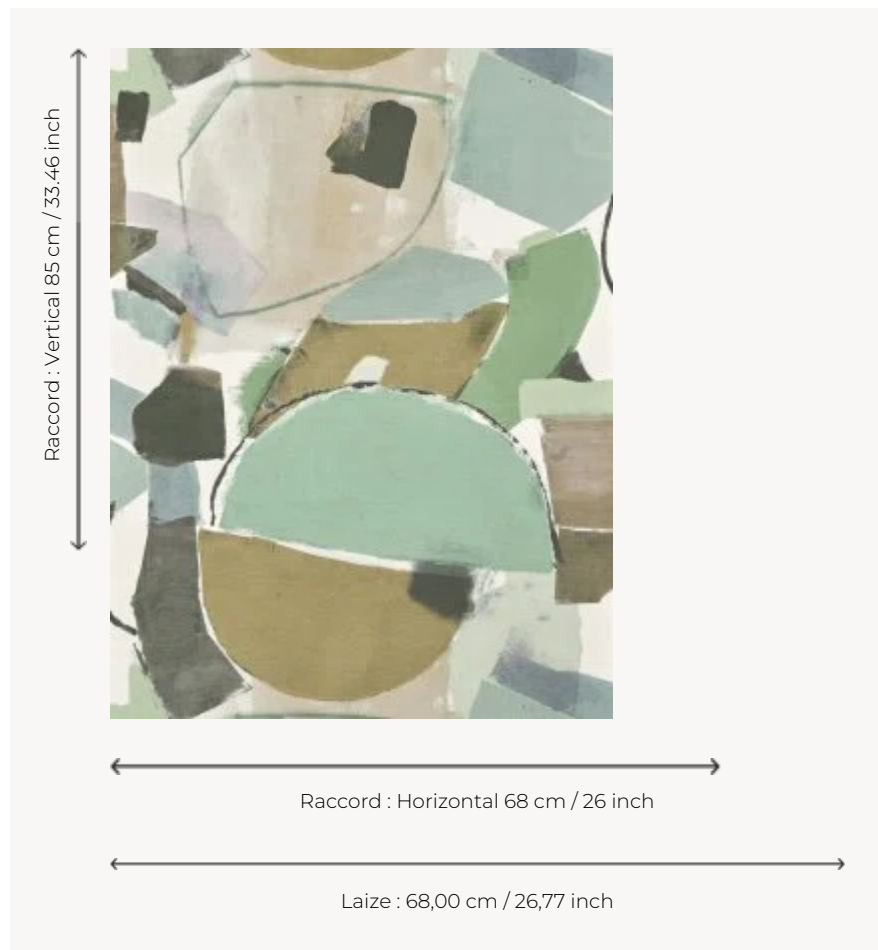 Raccord : Vertical 85 cm / 33.46 inch
Raccord : Horizontal 68 cm / 26 inch
Laize : 68,00 cm / 26,77 inch